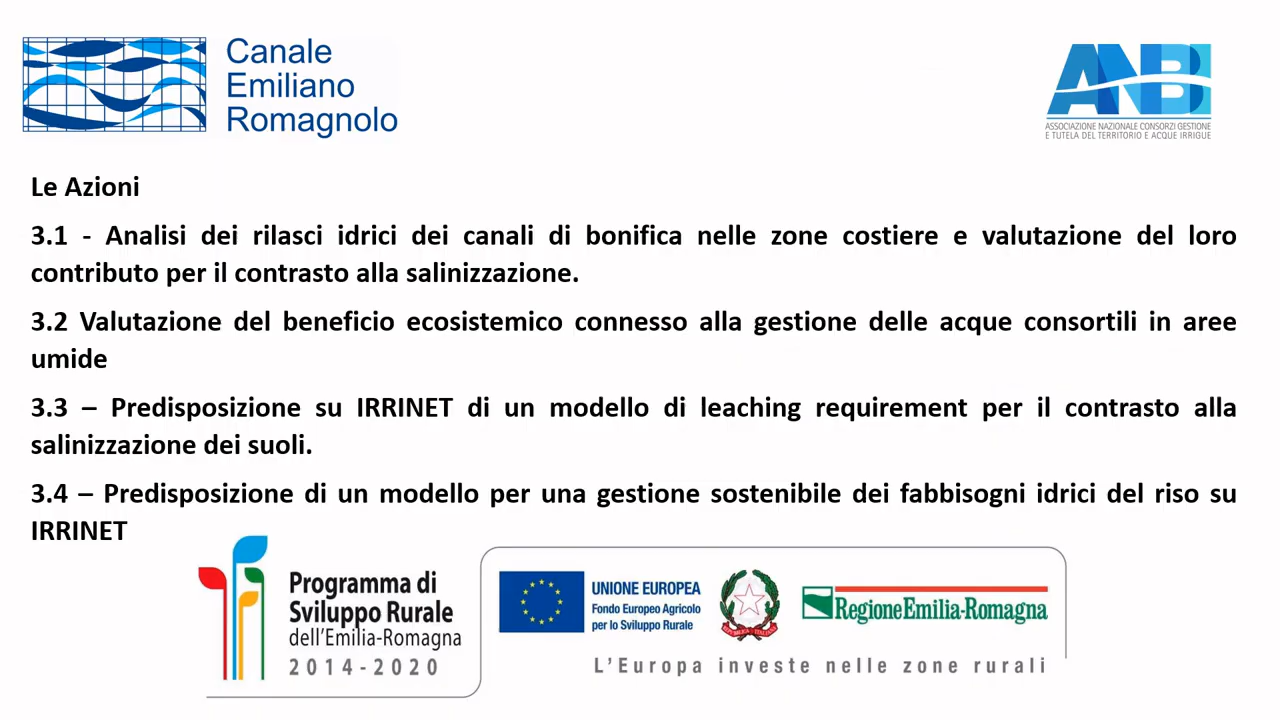 Canale
Emiliano
Romagnolo
ANBI
ASSOCIAZIONE NAZIONALE CONSORZI GESTIONE
E TUTELA DEL TERRITORIO E ACQUE IRRIGUE
Le Azioni
3.1 - Analisi dei rilasci idrici dei canali di bonifica nelle zone costiere e valutazione del loro
contributo per il contrasto alla salinizzazione.
3.2 Valutazione del beneficio ecosistemico connesso alla gestione delle acque consortili in aree
umide
3.3 – Predisposizione su IRRINET di un modello di leaching requirement per il contrasto alla
salinizzazione dei suoli.
3.4 – Predisposizione di un modello per una gestione sostenibile dei fabbisogni idrici del riso su
IRRINET
Programma di
Sviluppo Rurale
dell'Emilia-Romagna
2014-2020
UNIONE EUROPEA
Fondo Europeo Agricolo
per lo Sviluppo Rurale
RegioneEmilia-Romagna
L'Europa investe nelle zone rurali